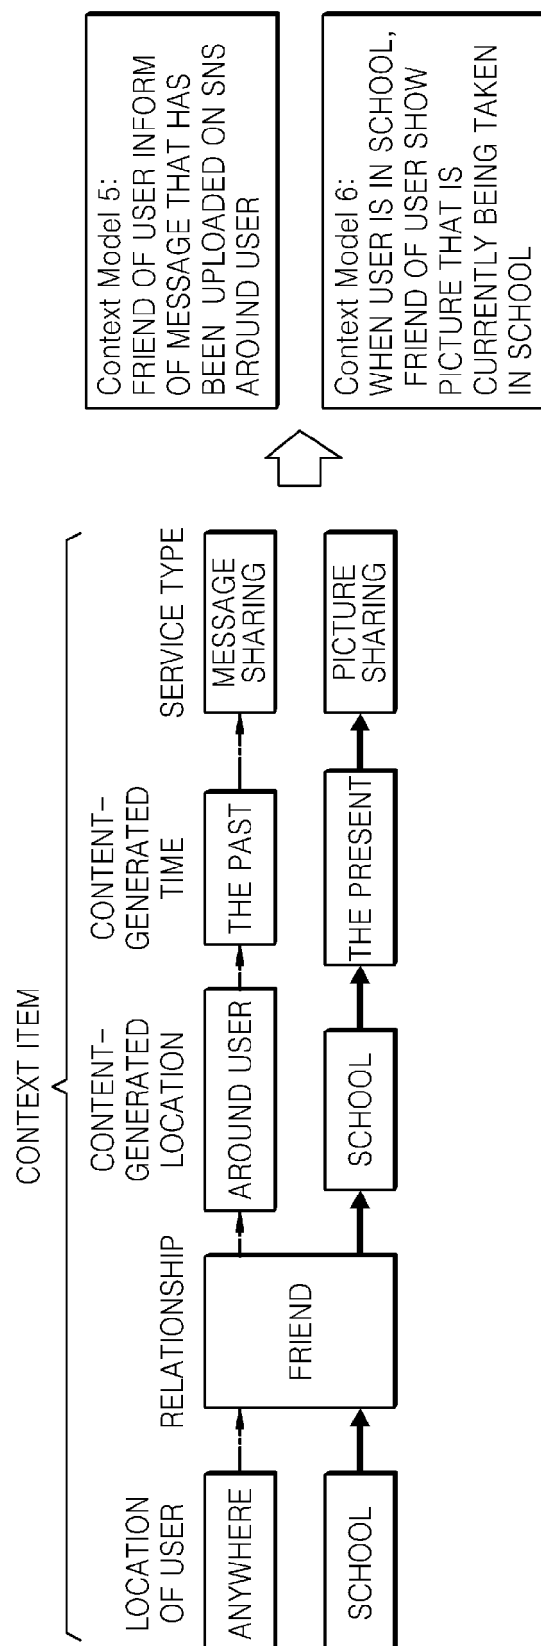 CONTEXT ITEM
LOCATION
OF USER
RELATIONSHIP
CONTENT-
GENERATED
LOCATION
CONTENT-
GENERATED
TIME
SERVICE TYPE
ANYWHERE
FRIEND
AROUND USER
THE PAST
MESSAGE
SHARING
SCHOOL
SCHOOL
THE PRESENT
PICTURE
SHARING
Context Model 5:
FRIEND OF USER INFORM
OF MESSAGE THAT HAS
BEEN UPLOADED ON SNS
AROUND USER
Context Model 6:
WHEN USER IS IN SCHOOL,
FRIEND OF USER SHOW
PICTURE THAT IS
CURRENTLY BEING TAKEN
IN SCHOOL